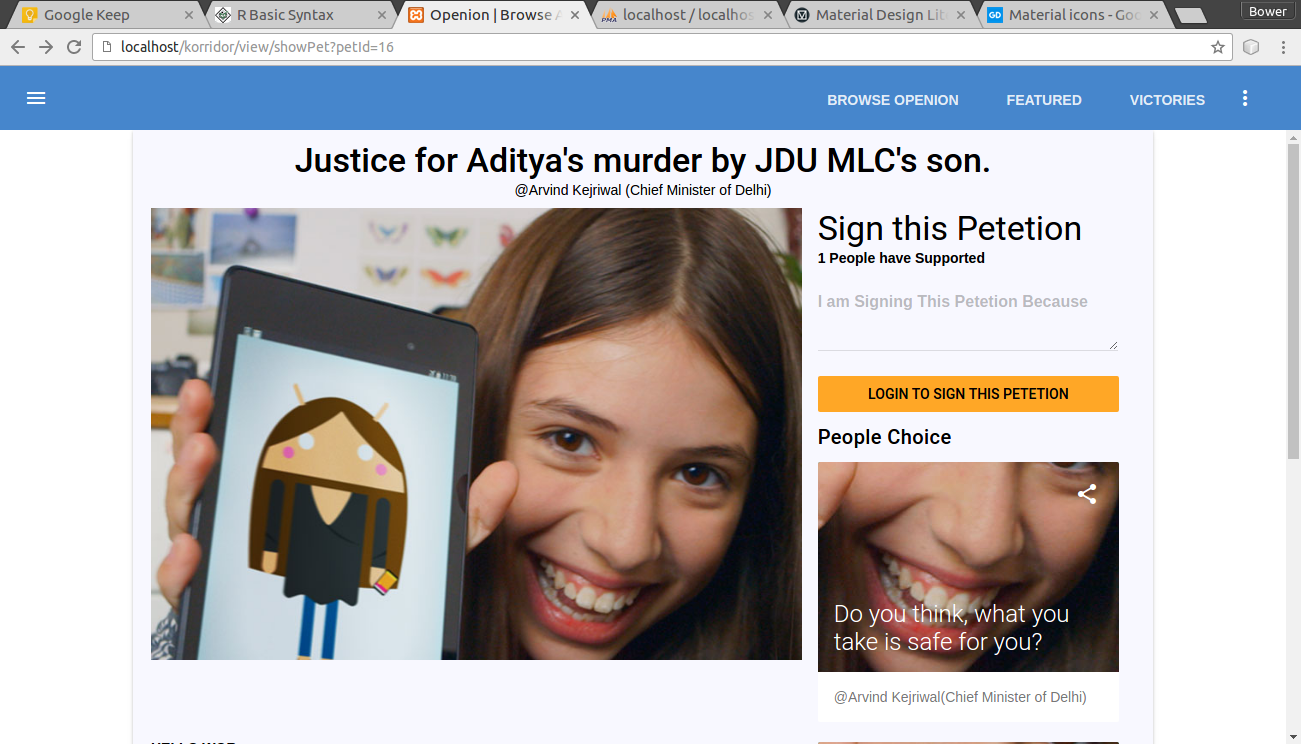 Google Keep
R Basic Syntax
Openion | Browse A
localhost / localhos
Material Design Lit
Material icons - Goo
Bower
localhost/korridor/view/showPet?petId=16
BROWSE OPENION
FEATURED
VICTORIES
Justice for Aditya's murder by JDU MLC's son.
@Arvind Kejriwal (Chief Minister of Delhi)
Sign this Petetion
1 People have Supported
I am Signing This Petetion Because
LOGIN TO SIGN THIS PETETION
People Choice
Do you think, what you
take is safe for you?
@Arvind Kejriwal(Chief Minister of Delhi)